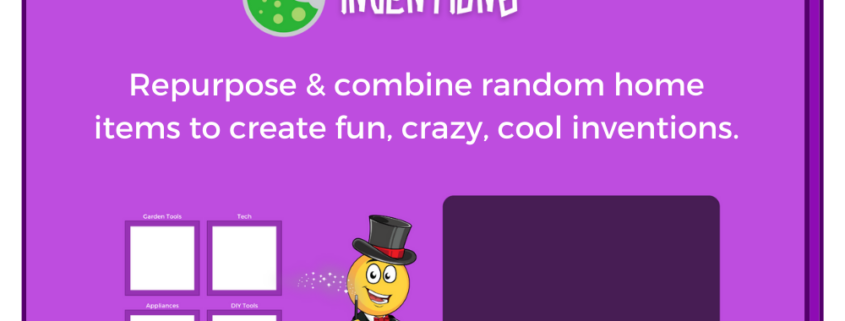 INVENTIONS
Repurpose & combine random home
items to create fun, crazy, cool inventions.
Garden Tools Tech
Appliances DIY Tools